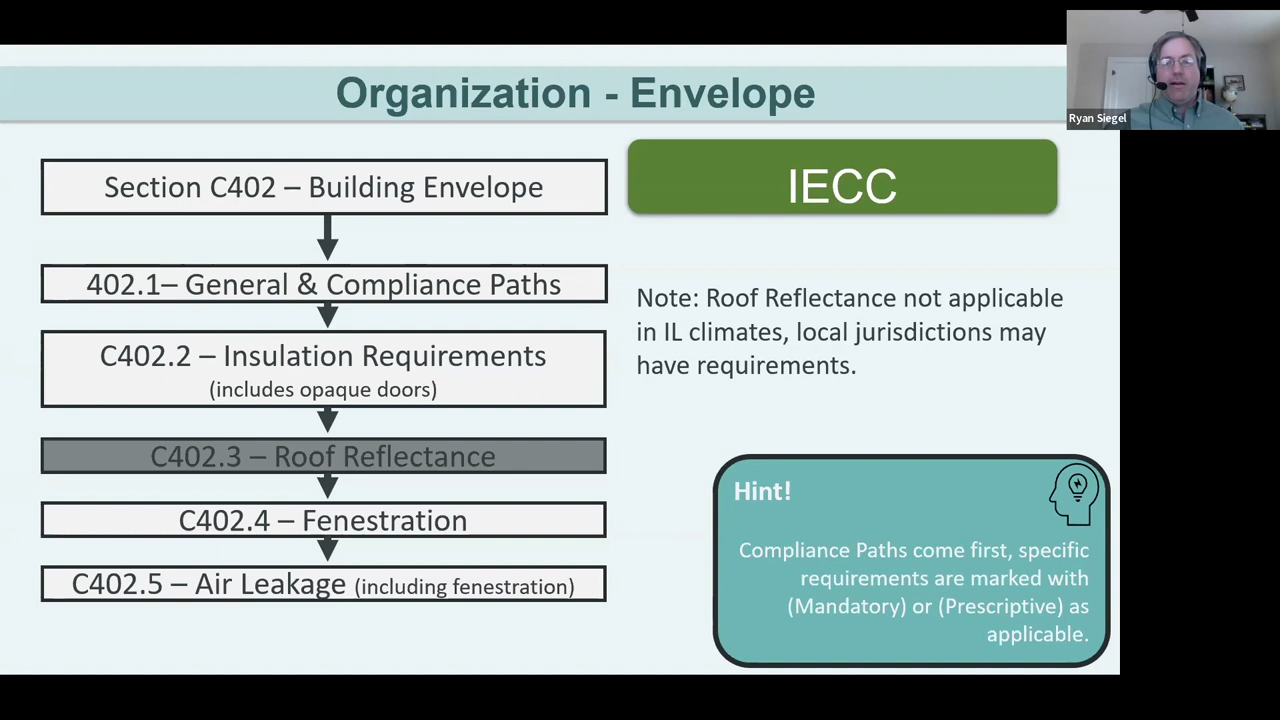 Organization - Envelope
Ryan Siegel
Section C402 – Building Envelope
IECC
402.1– General & Compliance Paths
C402.2 – Insulation Requirements
(includes opaque doors)
C402.3 – Roof Reflectance
C402.4 – Fenestration
C402.5 – Air Leakage (including fenestration)
Note: Roof Reflectance not applicable
in IL climates, local jurisdictions may
have requirements.
Hint!
Compliance Paths come first, specific
requirements are marked with
(Mandatory) or (Prescriptive) as
applicable.